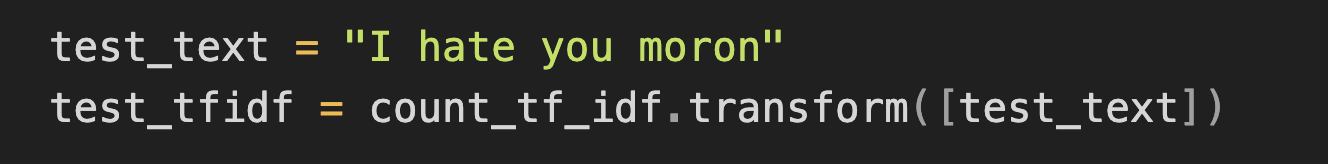 test_text = "I hate you moron"
test_tfidf = count_tf_idf.transform([test_text])